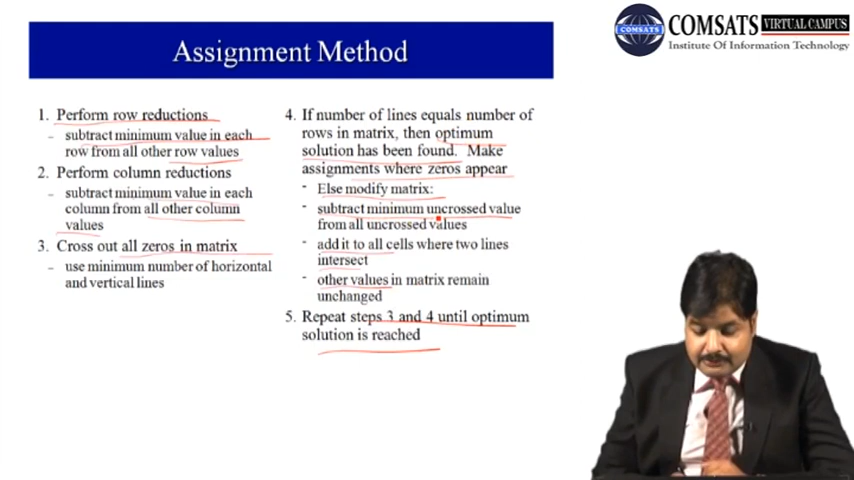 Assignment Method
COMSATS VIRTUAL CAMPUS
Institute Of Information Technology
COMSATS
1. Perform row reductions
- subtract minimum value in each
row from all other row values
2. Perform column reductions
- subtract minimum value in each
column from all other column
values
3. Cross out all zeros in matrix
- use minimum number of horizontal
and vertical lines
4. If number of lines equals number of
rows in matrix, then optimum
solution has been found. Make
assignments where zeros appear
- Else modify matrix:
- subtract minimum uncrossed value
from all uncrossed values
- add it to all cells where two lines
intersect
- other values in matrix remain
unchanged
5. Repeat steps 3 and 4 until optimum
solution is reached